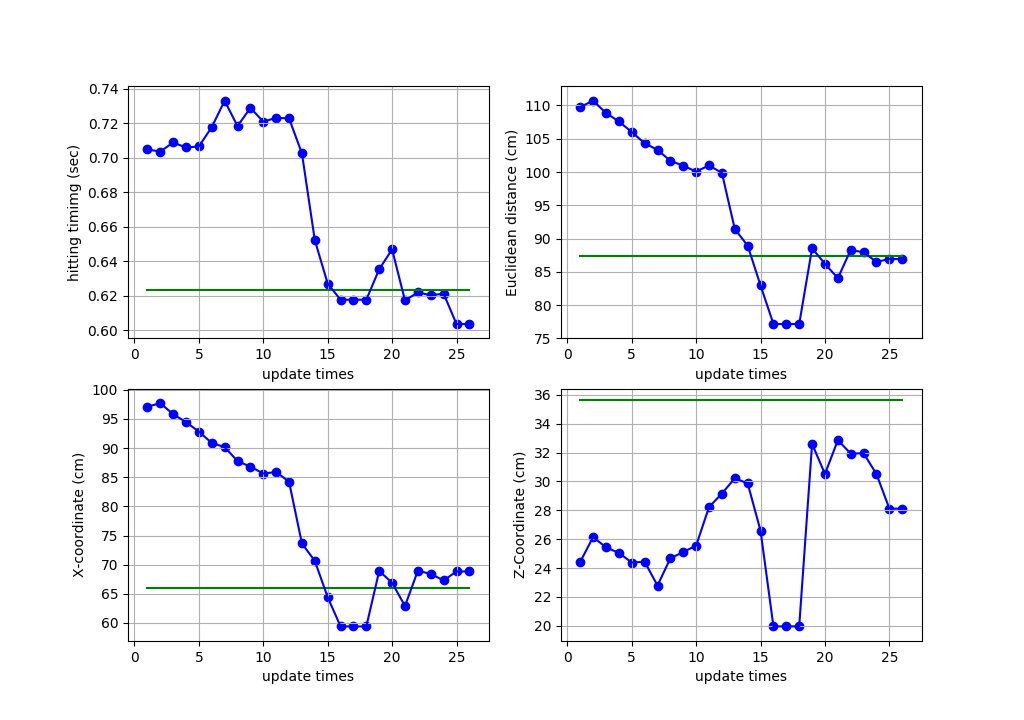 hitting timimg (sec)
0.74
0.72
0.70
0.68
0.66
0.64
0.62
0.60
0 5 10 15 20 25
update times
Euclidean distance (cm)
110
105
100
95
90
85
80
75
0 5 10 15 20 25
update times
X-coordinate (cm)
100
95
90
85
80
75
70
65
60
0 5 10 15 20 25
update times
Z-Coordinate (cm)
36
34
32
30
28
26
24
22
20
0 5 10 15 20 25
update times